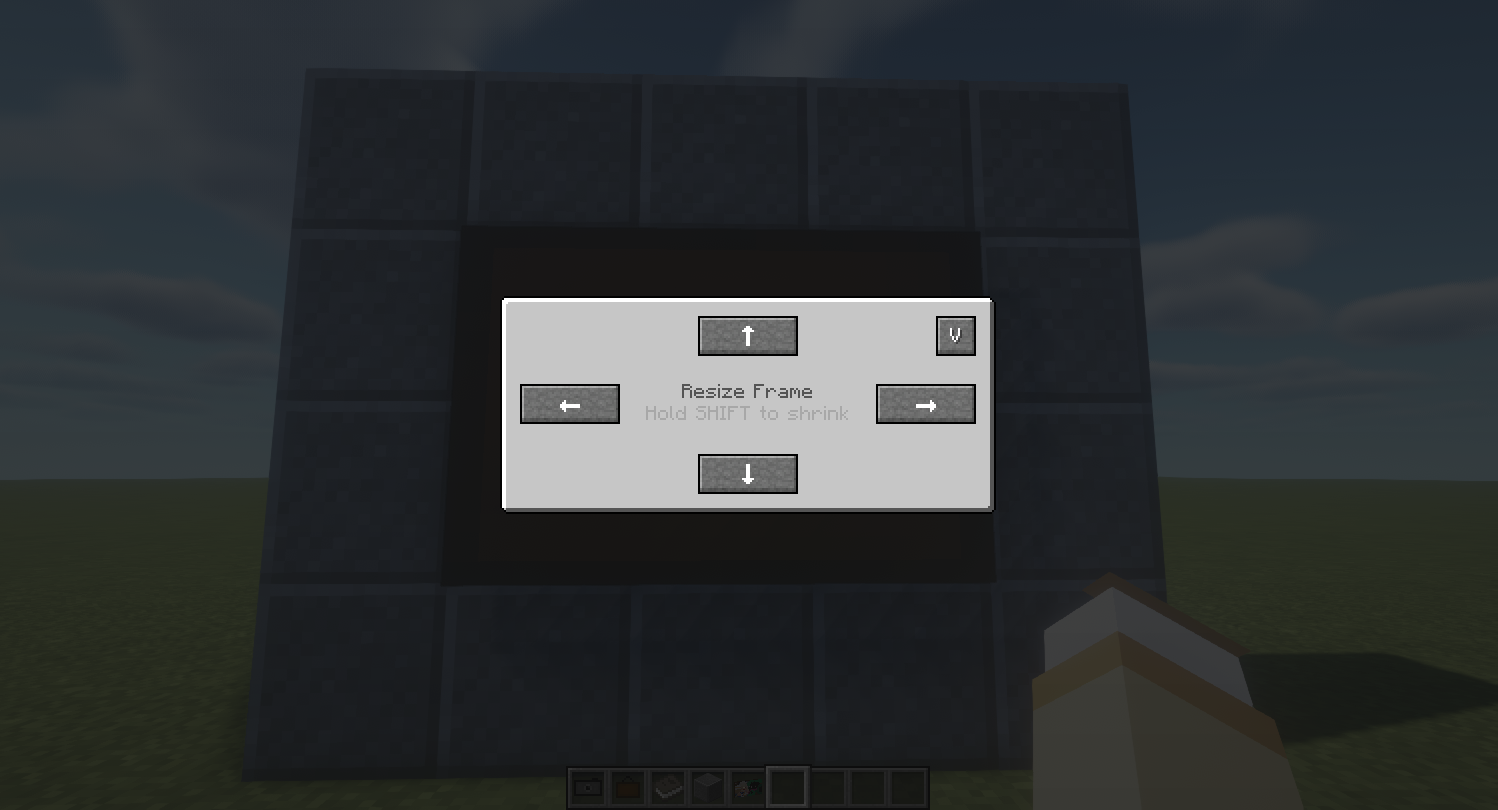 ↑
V
Resize Frame
← →
Hold SHIFT to shrink
↓